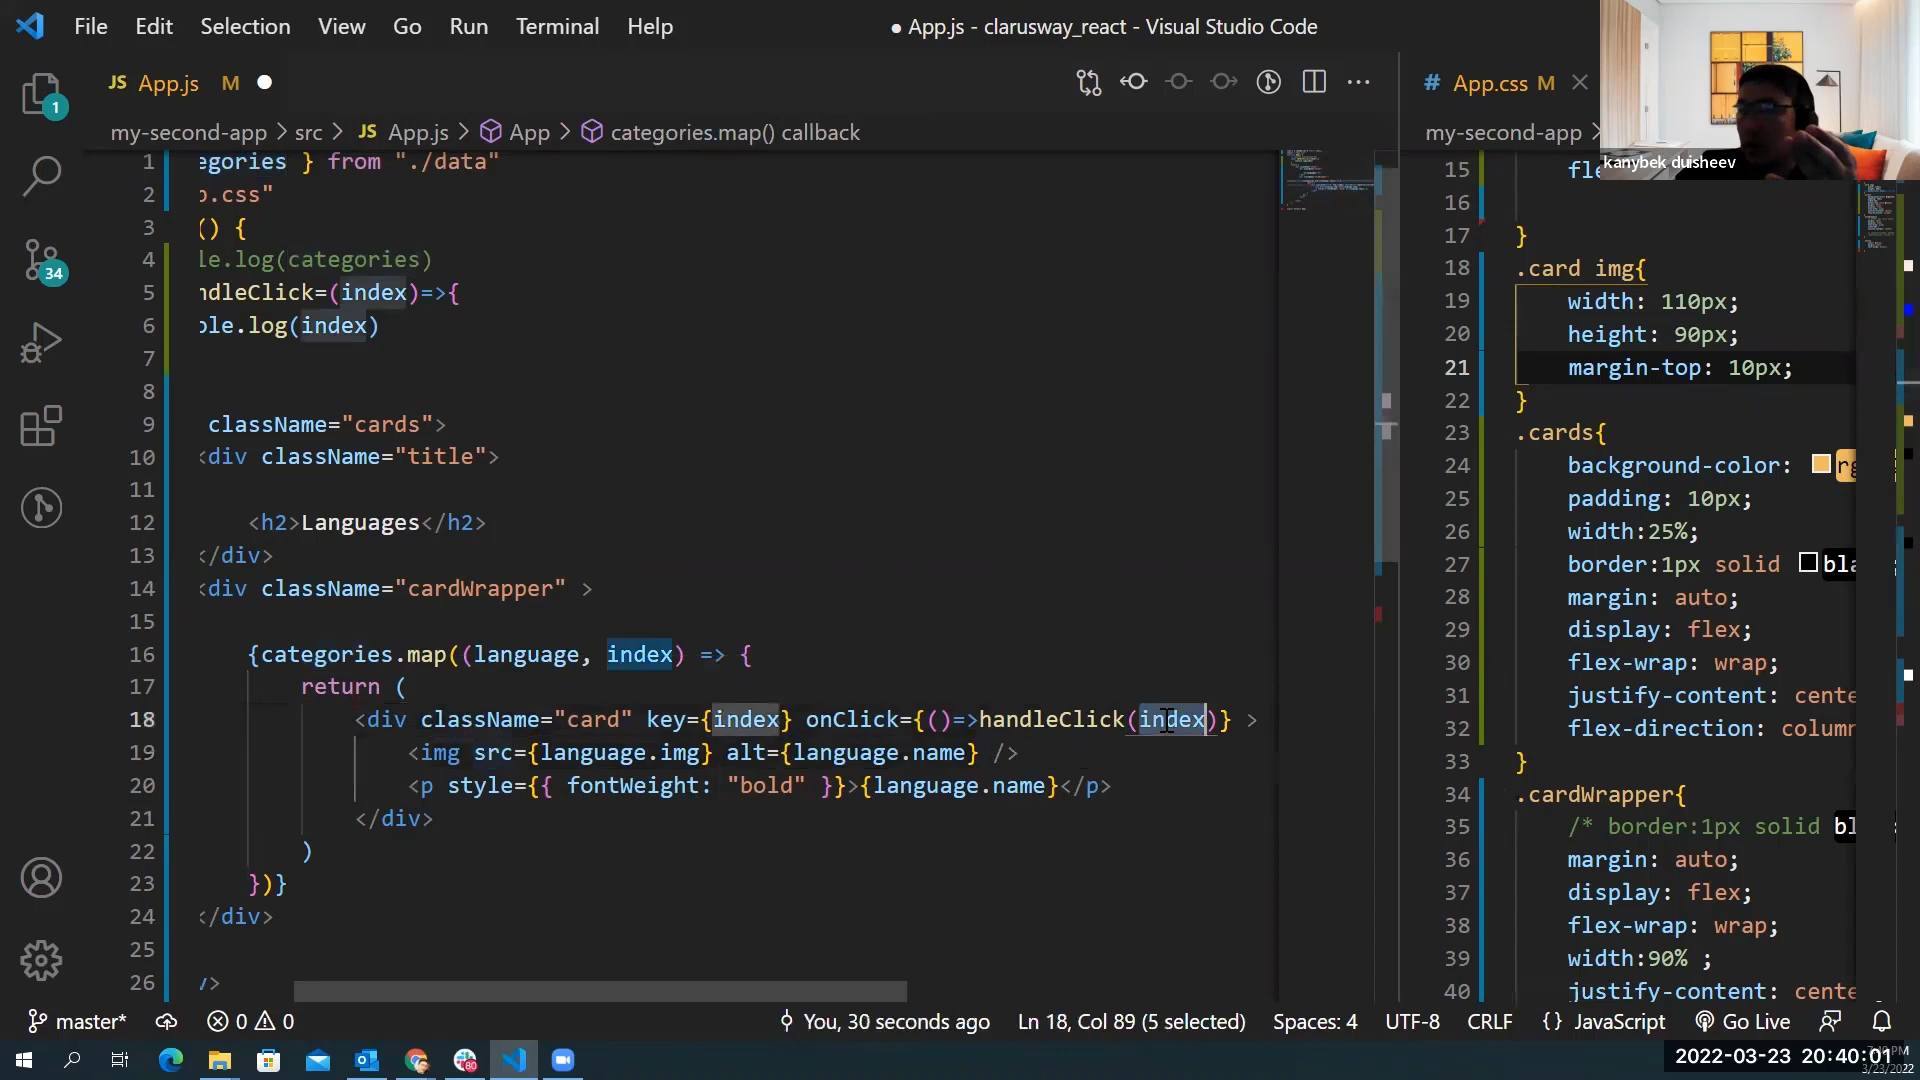 File Edit Selection View Go Run Terminal Help
● App.js - clarusway_react - Visual Studio Code
JS App.js M ●
# App.css M
my-second-app > src > JS App.js > App > categories.map() callback
my-second-app >
kanybek duisheev
1 egories } from "./data"
2 p.css"
3 () {
4 le.log(categories)
5 ndleClick=(index)=>{
6 ole.log(index)
7
8
9 className="cards">
10 <div className="title">
11
12 <h2>Languages</h2>
13 </div>
14 <div className="cardWrapper" >
15
16 {categories.map((language, index) => {
17 return (
18 <div className="card" key={index} onClick={()=>handleClick(index)} >
19 <img src={language.img} alt={language.name} />
20 <p style={{ fontWeight: "bold" }}>{language.name}</p>
21 </div>
22 )
23 })}
24 </div>
25
26 v>
15 fle
16
17 }
18 .card img{
19 width: 110px;
20 height: 90px;
21 margin-top: 10px;
22 }
23 .cards{
24 background-color: rg
25 padding: 10px;
26 width:25%;
27 border:1px solid bla
28 margin: auto;
29 display: flex;
30 flex-wrap: wrap;
31 justify-content: cente
32 flex-direction: column
33 }
34 .cardWrapper{
35 /* border:1px solid bl
36 margin: auto;
37 display: flex;
38 flex-wrap: wrap;
39 width:90% ;
40 justify-content: cente
1
34
master* 0 0 You, 30 seconds ago Ln 18, Col 89 (5 selected) Spaces: 4 UTF-8 CRLF {} JavaScript Go Live
80
2022-03-23 20:40:01
3/23/2022